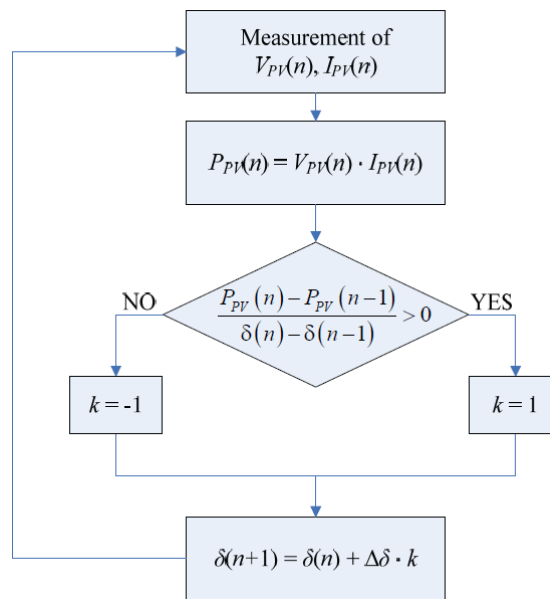 Measurement of
V_PV(n), I_PV(n)
P_PV(n) = V_PV(n) · I_PV(n)
NO
P_PV(n) − P_PV(n−1)
δ(n) − δ(n−1)
> 0
YES
k = -1
k = 1
δ(n+1) = δ(n) + Δδ · k